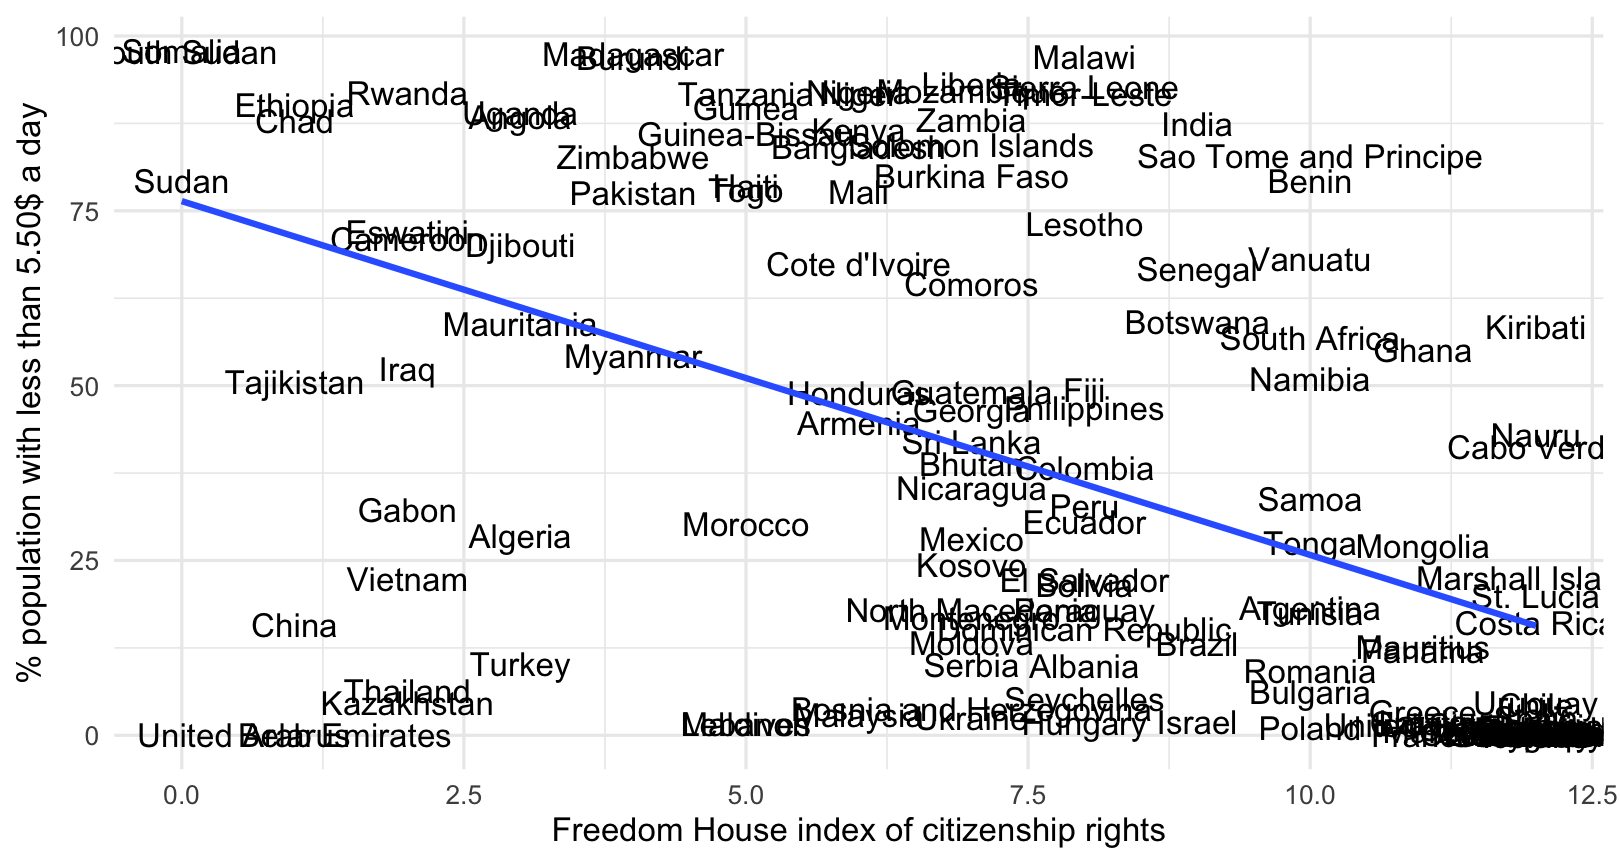 100
Somalia
South Sudan
Madagascar
Burundi
Malawi
Rwanda
Ethiopia
Chad
Uganda
Angola
Tanzania
Nigeria
Niger
Mozambique
Liberia
Sierra Leone
Timor-Leste
Guinea
Guinea-Bissau
Kenya
Zambia
India
Bangladesh
Solomon Islands
Zimbabwe
Sao Tome and Principe
Sudan
Pakistan
Haiti
Togo
Mali
Burkina Faso
Benin
75
Lesotho
Eswatini
Cameroon
Djibouti
Cote d'Ivoire
Comoros
Senegal
Vanuatu
Mauritania
Myanmar
Botswana
South Africa
Ghana
Kiribati
Tajikistan
Iraq
50
Honduras
Guatemala
Fiji
Namibia
Armenia
Georgia
Philippines
Sri Lanka
Nauru
Cabo Verd
Bhutan
Colombia
Nicaragua
Gabon
Algeria
Morocco
Peru
Ecuador
Samoa
Mexico
Tonga
Mongolia
25
Kosovo
Vietnam
El Salvador
Bolivia
Marshall Isla
St. Lucia
China
North Macedonia
Paraguay
Montenegro
Dominican Republic
Argentina
Tunisia
Costa Rica
Moldova
Brazil
Mauritius
Panama
Turkey
Serbia
Albania
Romania
Thailand
Kazakhstan
Seychelles
Bulgaria
Uruguay
Chile
Bosnia and Herzegovina
Malaysia
Maldives
Lebanon
Ukraine
Hungary
Israel
Greece
Poland
0
United Arab Emirates
Belarus
0.0
2.5
5.0
7.5
10.0
12.5
Freedom House index of citizenship rights
% population with less than 5.50$ a day